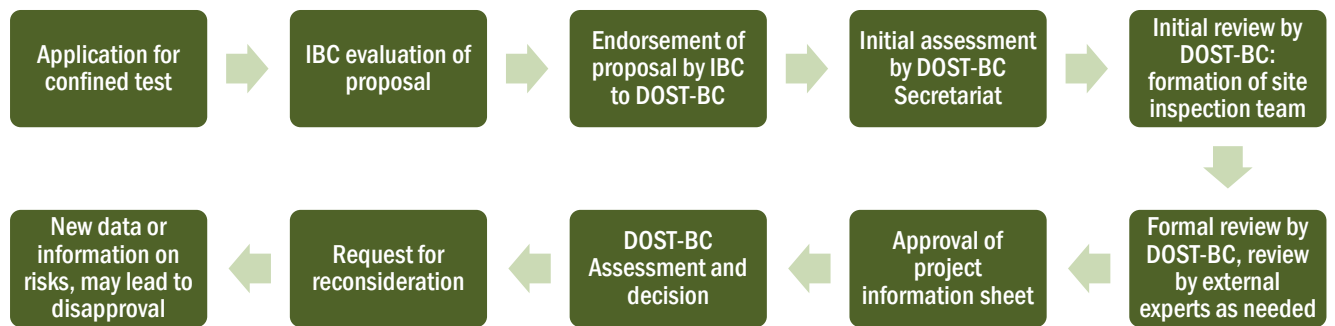 Application for
confined test
IBC evaluation of
proposal
Endorsement of
proposal by IBC
to DOST-BC
Initial assessment
by DOST-BC
Secretariat
Initial review by
DOST-BC:
formation of site
inspection team
Formal review by
DOST-BC, review
by external
experts as needed
Approval of
project
information sheet
DOST-BC
Assessment and
decision
Request for
reconsideration
New data or
information on
risks, may lead to
disapproval